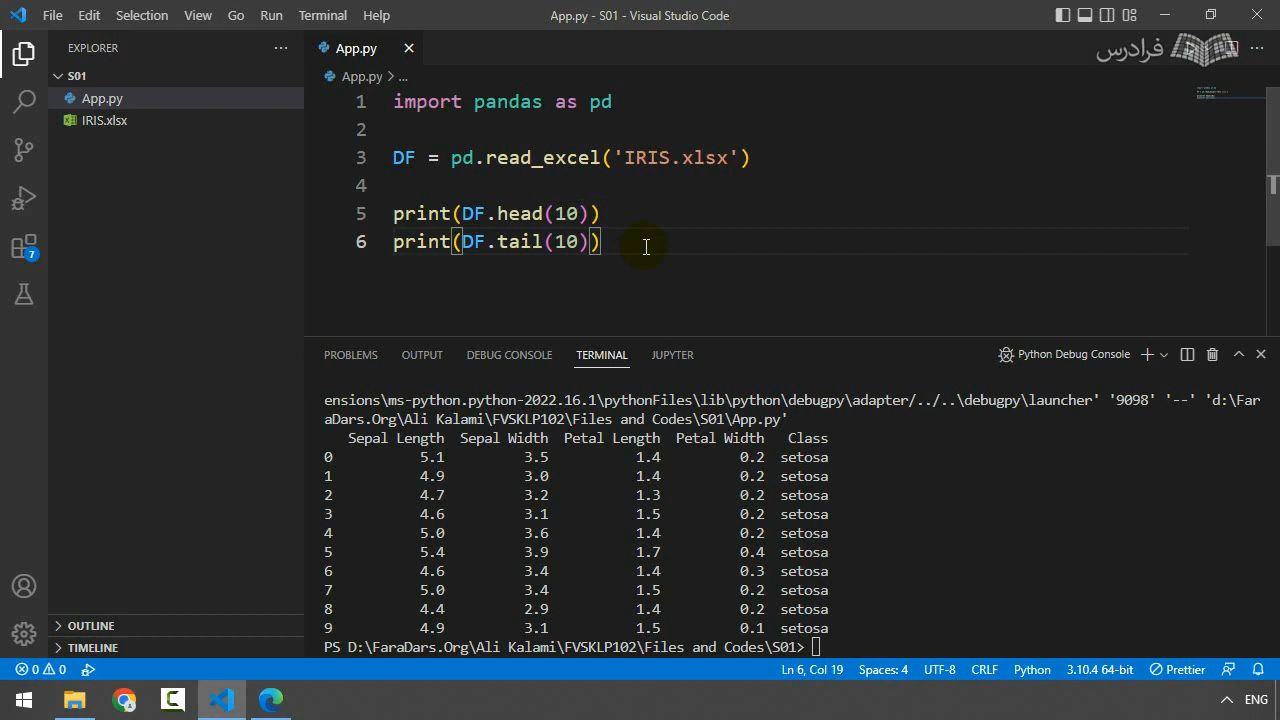 File Edit Selection View Go Run Terminal Help
App.py - S01 - Visual Studio Code
EXPLORER
S01
App.py
IRIS.xlsx
7
OUTLINE
TIMELINE
App.py
فرادرس
App.py > ...
1 import pandas as pd
2
3 DF = pd.read_excel('IRIS.xlsx')
4
5 print(DF.head(10))
6 print(DF.tail(10))
PROBLEMS OUTPUT DEBUG CONSOLE TERMINAL JUPYTER
Python Debug Console
ensions\ms-python.python-2022.16.1\pythonFiles\lib\python\debugpy\adapter/../..\debugpy\launcher' '9098' '--' 'd:\Far
aDars.Org\Ali Kalami\FVSKLP102\Files and Codes\S01\App.py'
Sepal Length Sepal Width Petal Length Petal Width Class
0 5.1 3.5 1.4 0.2 setosa
1 4.9 3.0 1.4 0.2 setosa
2 4.7 3.2 1.3 0.2 setosa
3 4.6 3.1 1.5 0.2 setosa
4 5.0 3.6 1.4 0.2 setosa
5 5.4 3.9 1.7 0.4 setosa
6 4.6 3.4 1.4 0.3 setosa
7 5.0 3.4 1.5 0.2 setosa
8 4.4 2.9 1.4 0.2 setosa
9 4.9 3.1 1.5 0.1 setosa
PS D:\FaraDars.Org\Ali Kalami\FVSKLP102\Files and Codes\S01>
0 0 Ln 6, Col 19 Spaces: 4 UTF-8 CRLF Python 3.10.4 64-bit Prettier
ENG